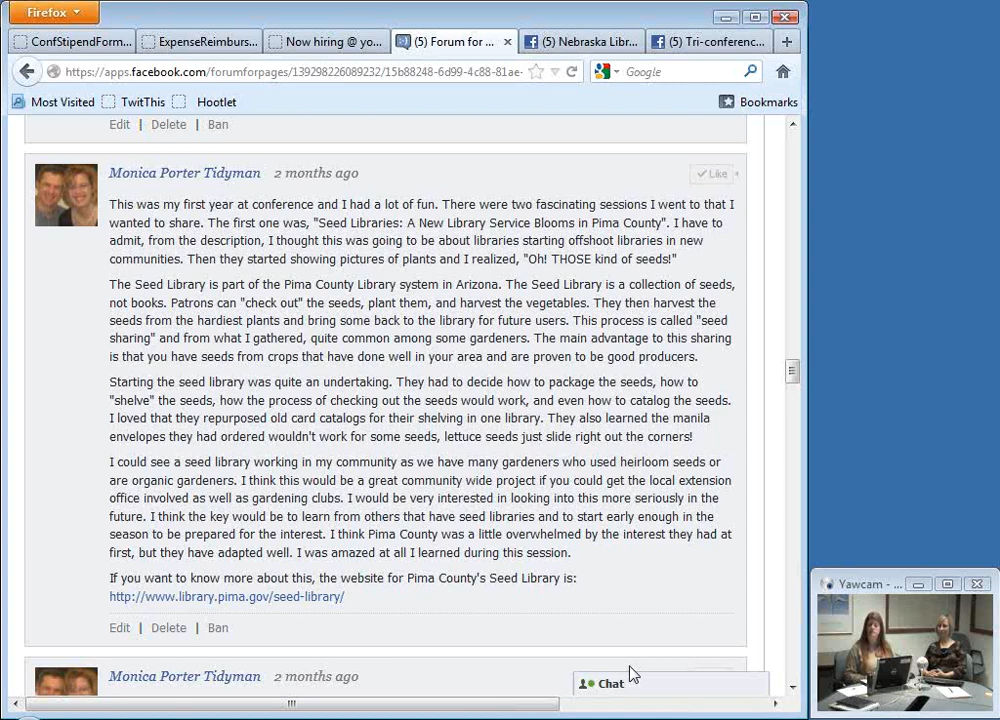 Firefox
ConfStipendForm...
ExpenseReimburs...
Now hiring @ yo...
(5) Forum for ...
(5) Nebraska Libr...
(5) Tri-conferenc...
https://apps.facebook.com/forumforpages/139298226089232/15b88248-6d99-4c88-81ae-
Google
Most Visited
TwitThis
Hootlet
Bookmarks
Edit | Delete | Ban
Monica Porter Tidyman 2 months ago
Like
This was my first year at conference and I had a lot of fun. There were two fascinating sessions I went to that I
wanted to share. The first one was, "Seed Libraries: A New Library Service Blooms in Pima County". I have to
admit, from the description, I thought this was going to be about libraries starting offshoot libraries in new
communities. Then they started showing pictures of plants and I realized, "Oh! THOSE kind of seeds!"
The Seed Library is part of the Pima County Library system in Arizona. The Seed Library is a collection of seeds,
not books. Patrons can "check out" the seeds, plant them, and harvest the vegetables. They then harvest the
seeds from the hardiest plants and bring some back to the library for future users. This process is called "seed
sharing" and from what I gathered, quite common among some gardeners. The main advantage to this sharing
is that you have seeds from crops that have done well in your area and are proven to be good producers.
Starting the seed library was quite an undertaking. They had to decide how to package the seeds, how to
"shelve" the seeds, how the process of checking out the seeds would work, and even how to catalog the seeds.
I loved that they repurposed old card catalogs for their shelving in one library. They also learned the manila
envelopes they had ordered wouldn't work for some seeds, lettuce seeds just slide right out the corners!
I could see a seed library working in my community as we have many gardeners who used heirloom seeds or
are organic gardeners. I think this would be a great community wide project if you could get the local extension
office involved as well as gardening clubs. I would be very interested in looking into this more seriously in the
future. I think the key would be to learn from others that have seed libraries and to start early enough in the
season to be prepared for the interest. I think Pima County was a little overwhelmed by the interest they had at
first, but they have adapted well. I was amazed at all I learned during this session.
If you want to know more about this, the website for Pima County's Seed Library is:
http://www.library.pima.gov/seed-library/
Edit | Delete | Ban
Monica Porter Tidyman 2 months ago
Chat
Yawcam - ...